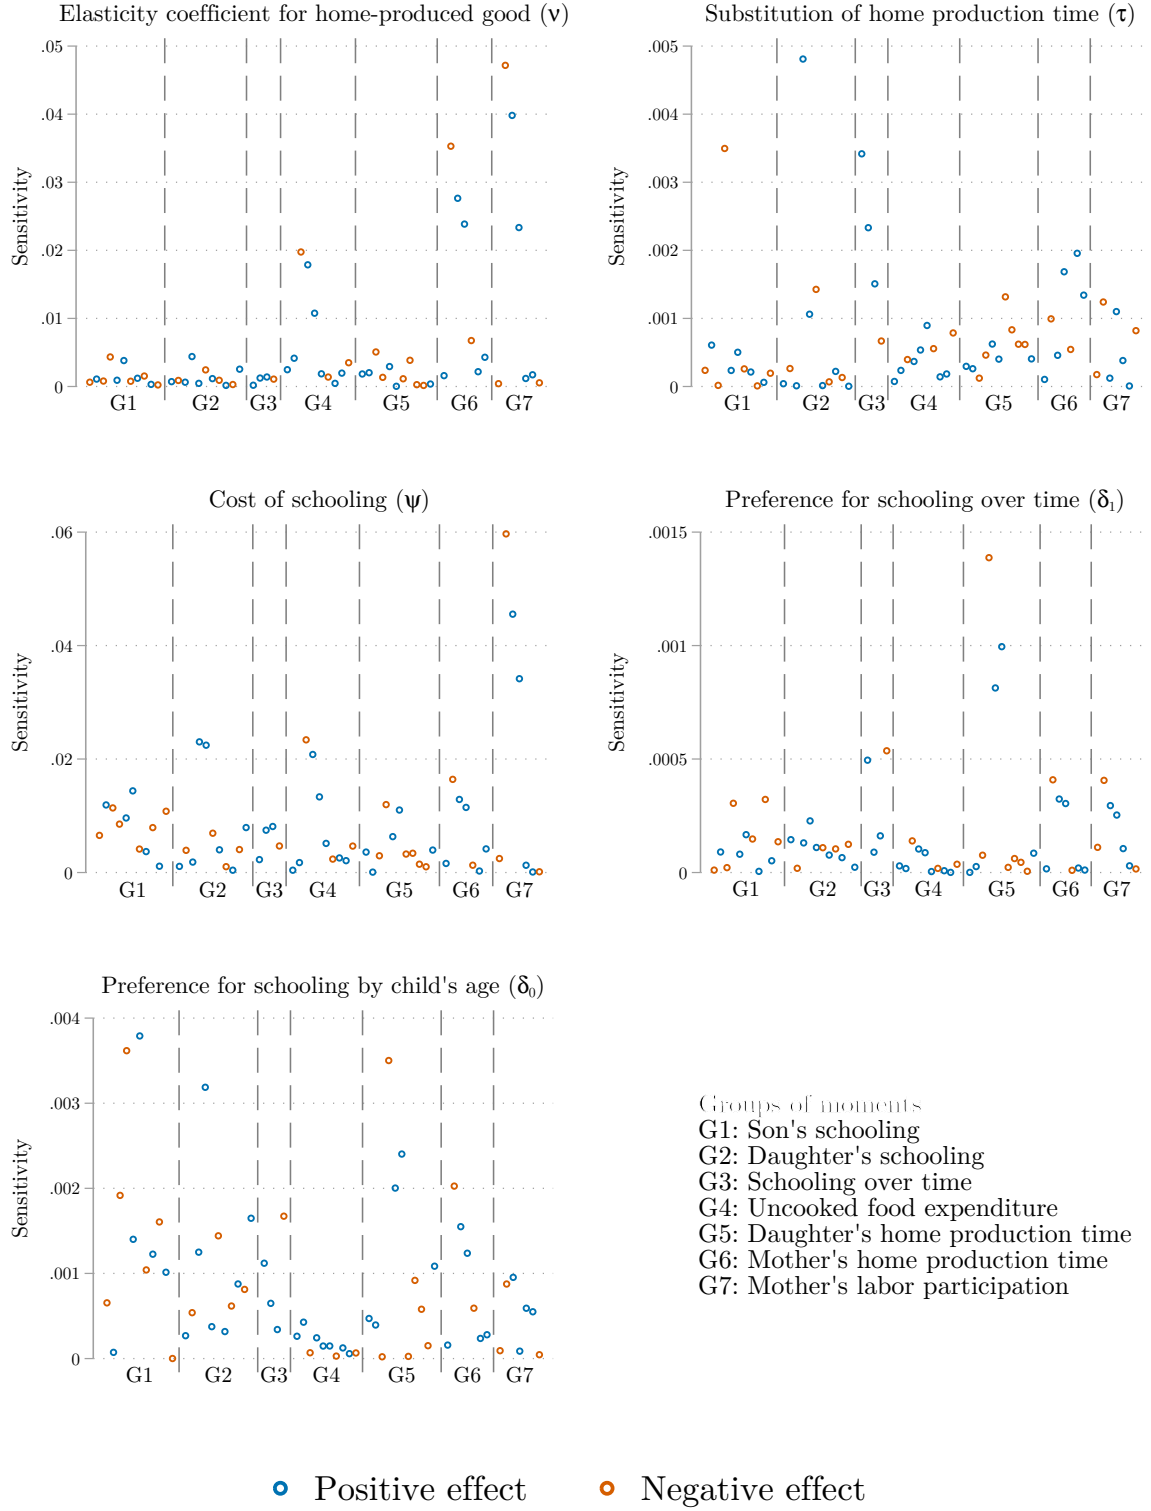 Elasticity coefficient for home-produced good (ν)
Sensitivity
.05
.04
.03
.02
.01
0
G1 G2 G3 G4 G5 G6 G7
Substitution of home production time (τ)
Sensitivity
.005
.004
.003
.002
.001
0
G1 G2 G3 G4 G5 G6 G7
Cost of schooling (ψ)
Sensitivity
.06
.04
.02
0
G1 G2 G3 G4 G5 G6 G7
Preference for schooling over time (δ₁)
Sensitivity
.0015
.001
.0005
0
G1 G2 G3 G4 G5 G6 G7
Preference for schooling by child's age (δ₀)
Sensitivity
.004
.003
.002
.001
0
G1 G2 G3 G4 G5 G6 G7
Groups of moments
G1: Son's schooling
G2: Daughter's schooling
G3: Schooling over time
G4: Uncooked food expenditure
G5: Daughter's home production time
G6: Mother's home production time
G7: Mother's labor participation
Positive effect Negative effect